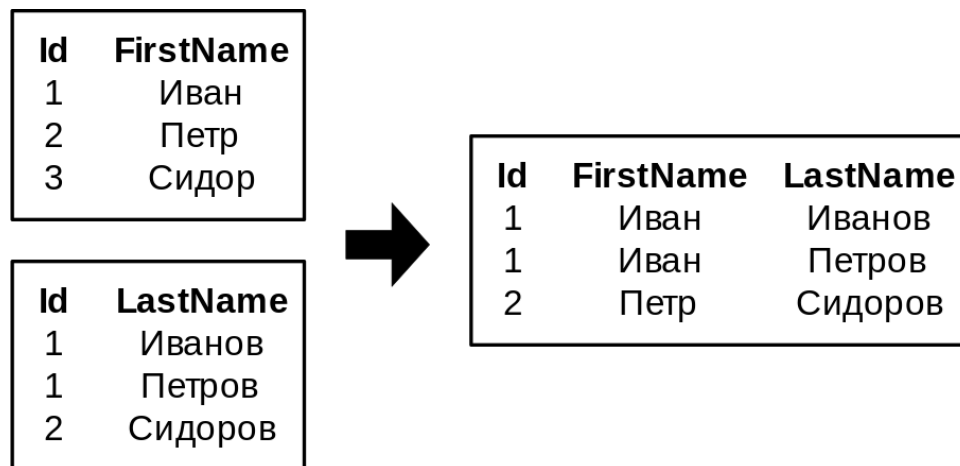 Id FirstName
1 Иван
2 Петр
3 Сидор
Id LastName
1 Иванов
1 Петров
2 Сидоров
Id FirstName LastName
1 Иван Иванов
1 Иван Петров
2 Петр Сидоров